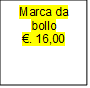 Marca da
bollo
€. 16,00